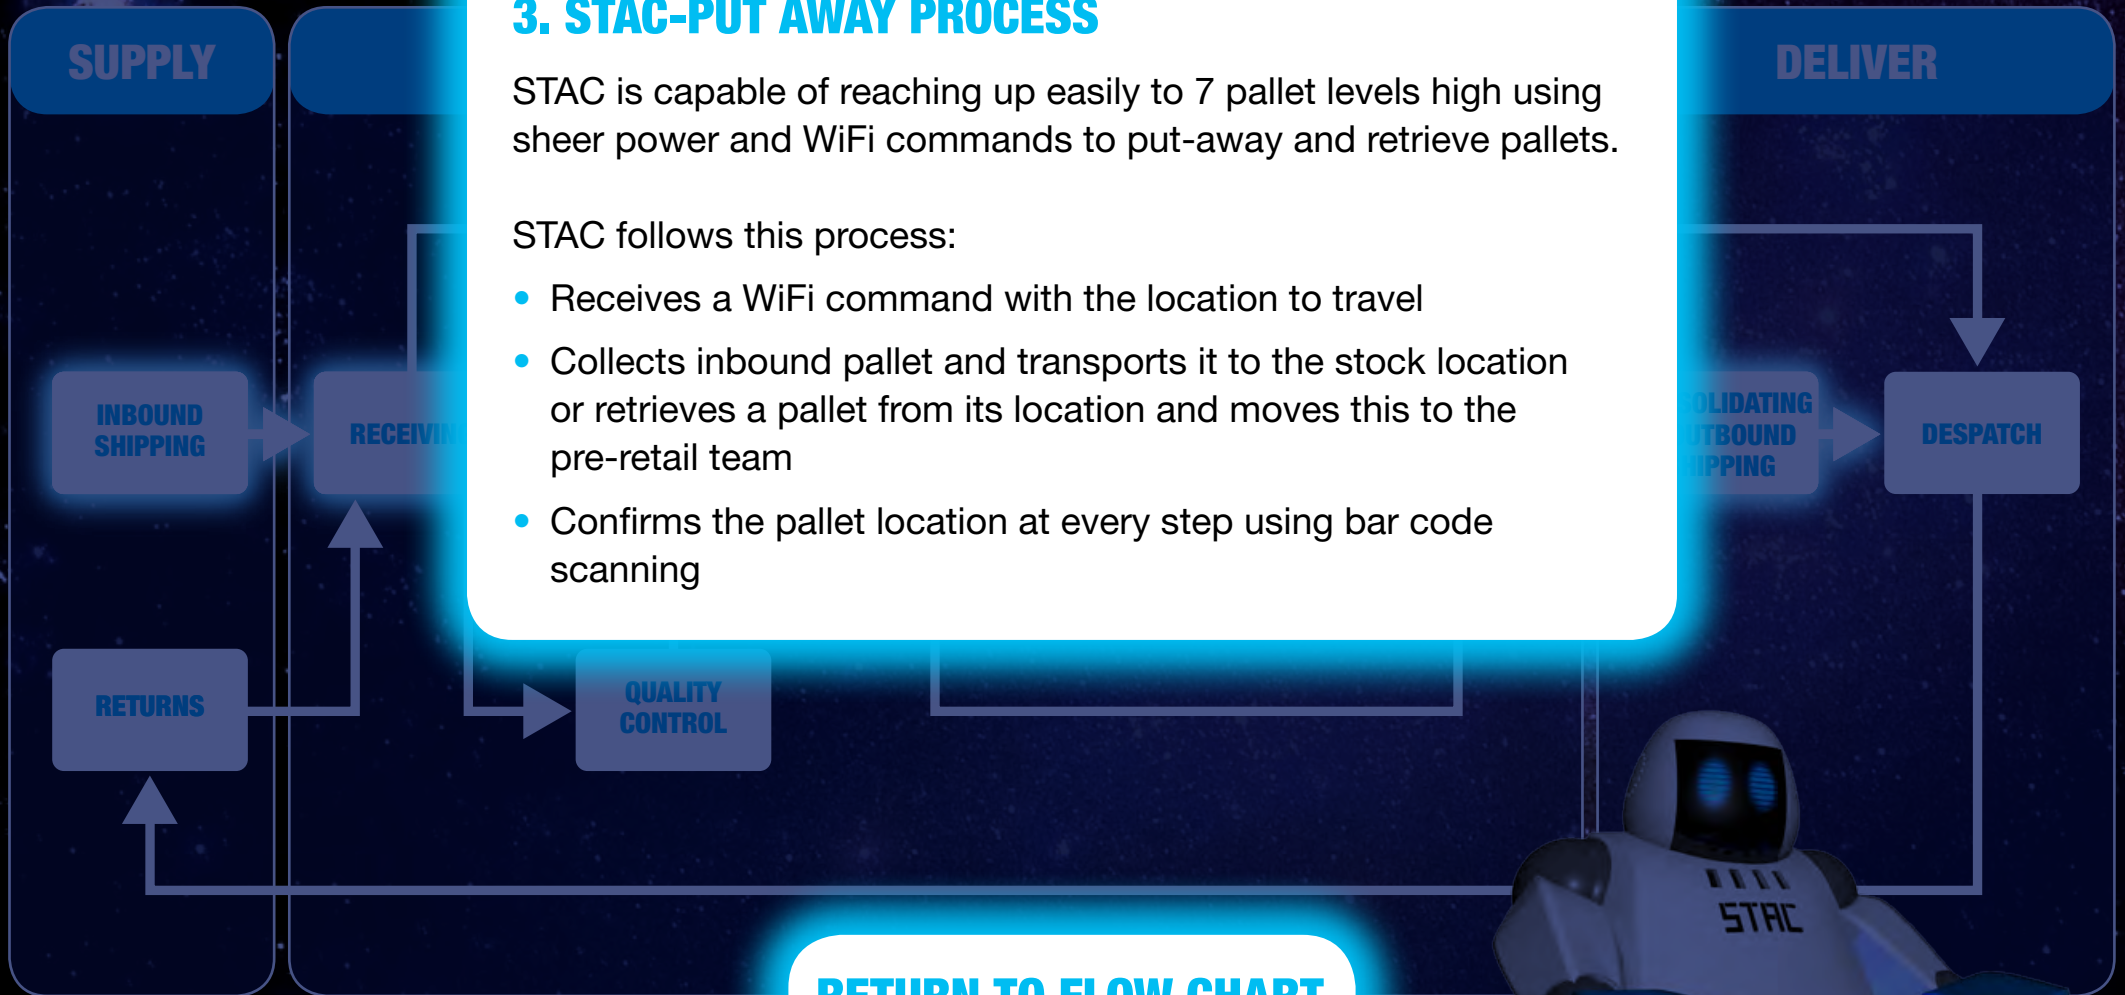 SUPPLY
DELIVER
3. STAC-PUT AWAY PROCESS
STAC is capable of reaching up easily to 7 pallet levels high using
sheer power and WiFi commands to put-away and retrieve pallets.
STAC follows this process:
• Receives a WiFi command with the location to travel
• Collects inbound pallet and transports it to the stock location
or retrieves a pallet from its location and moves this to the
pre-retail team
• Confirms the pallet location at every step using bar code
scanning
INBOUND
SHIPPING
DESPATCH
RETURNS
QUALITY
CONTROL
STAC
RETURN TO FLOW CHART